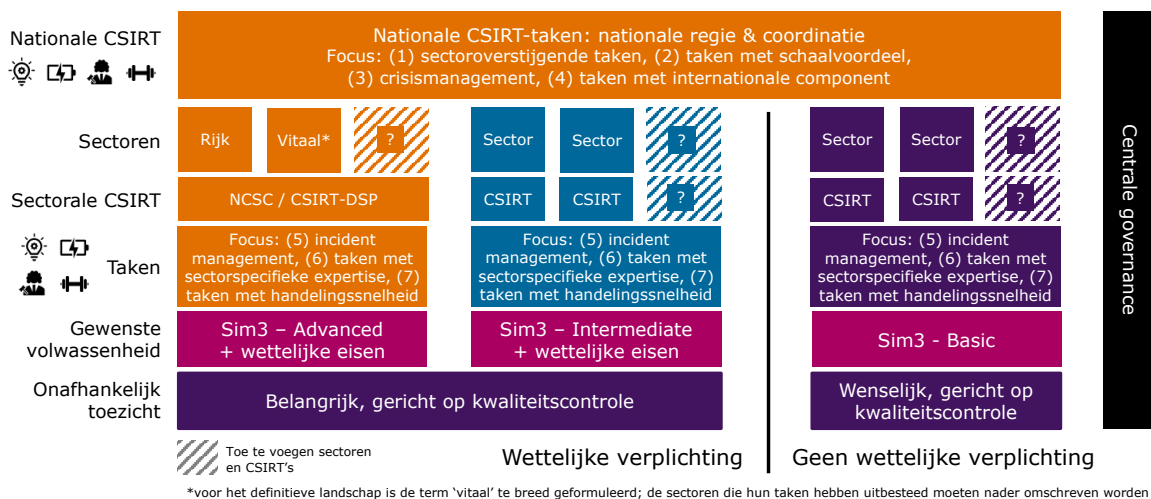 Nationale CSIRT
Nationale CSIRT-taken: nationale regie & coordinatie
Focus: (1) sectoroverstijgende taken, (2) taken met schaalvoordeel,
(3) crisismanagement, (4) taken met internationale component
Sectoren
Rijk
Vitaal*
?
Sector
Sector
?
Sector
Sector
?
Sectorale CSIRT
NCSC / CSIRT-DSP
CSIRT
CSIRT
?
CSIRT
CSIRT
?
Taken
Focus: (5) incident
management, (6) taken met
sectorspecifieke expertise, (7)
taken met handelingssnelheid
Focus: (5) incident
management, (6) taken met
sectorspecifieke expertise, (7)
taken met handelingssnelheid
Focus: (5) incident
management, (6) taken met
sectorspecifieke expertise, (7)
taken met handelingssnelheid
Gewenste
volwassenheid
Sim3 – Advanced
+ wettelijke eisen
Sim3 – Intermediate
+ wettelijke eisen
Sim3 - Basic
Onafhankelijk
toezicht
Belangrijk, gericht op kwaliteitscontrole
Wenselijk, gericht op
kwaliteitscontrole
Centrale governance
Toe te voegen sectoren
en CSIRT's
Wettelijke verplichting
Geen wettelijke verplichting
*voor het definitieve landschap is de term 'vitaal' te breed geformuleerd; de sectoren die hun taken hebben uitbesteed moeten nader omschreven worden